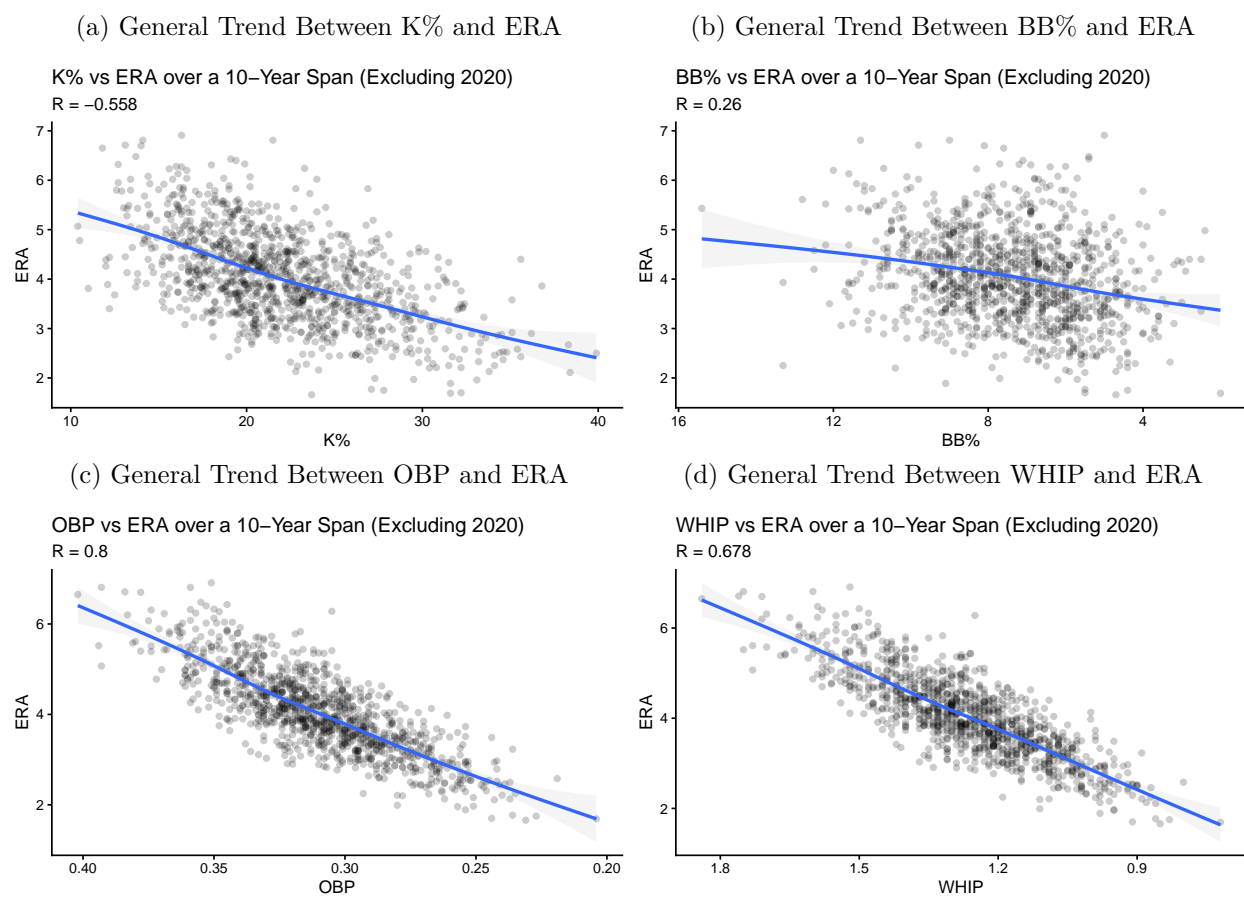 (a) General Trend Between K% and ERA
K% vs ERA over a 10−Year Span (Excluding 2020)
R = −0.558
7
6
5
4
3
2
ERA
10 20 30 40
K%
(b) General Trend Between BB% and ERA
BB% vs ERA over a 10−Year Span (Excluding 2020)
R = 0.26
7
6
5
4
3
2
ERA
16 12 8 4
BB%
(c) General Trend Between OBP and ERA
OBP vs ERA over a 10−Year Span (Excluding 2020)
R = 0.8
6
4
2
ERA
0.40 0.35 0.30 0.25 0.20
OBP
(d) General Trend Between WHIP and ERA
WHIP vs ERA over a 10−Year Span (Excluding 2020)
R = 0.678
6
4
2
ERA
1.8 1.5 1.2 0.9
WHIP